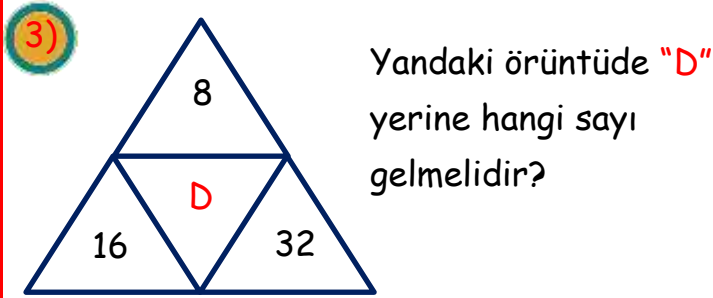 3)
8
D
16
32
Yandaki örüntüde “D”
yerine hangi sayı
gelmelidir?